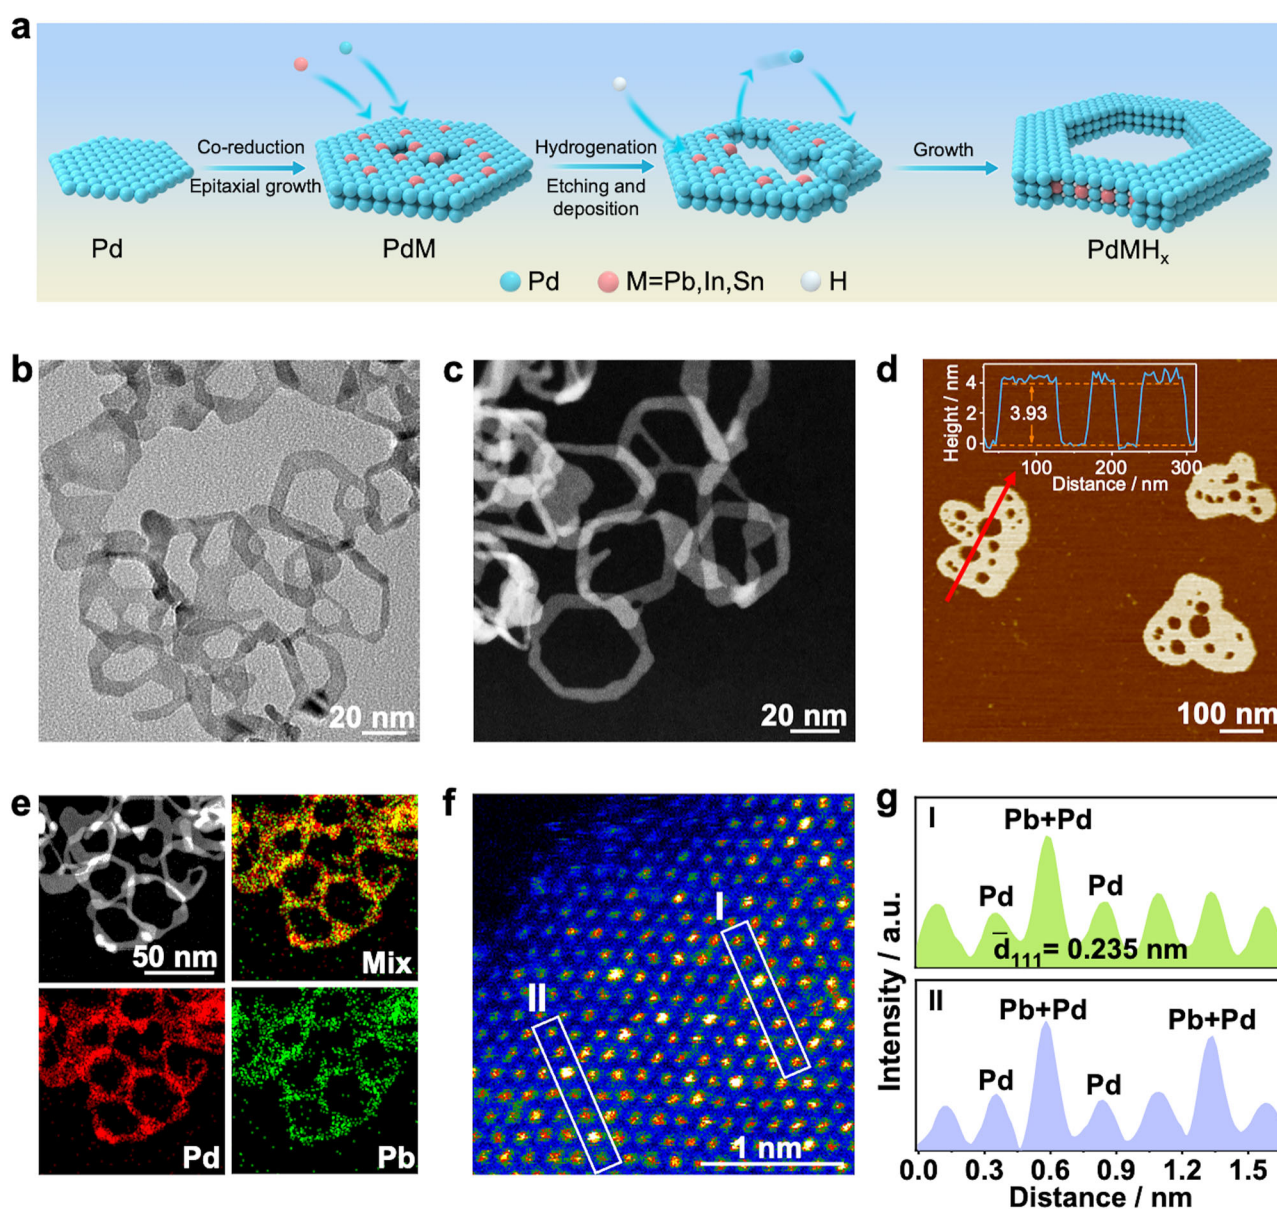 a
Co-reduction
Epitaxial growth
Hydrogenation
Etching and
deposition
Growth
Pd
PdM
PdMHₓ
Pd
M=Pb,In,Sn
H
b
20 nm
c
20 nm
d
Height / nm
4
2
0
3.93
100
200
300
Distance / nm
100 nm
e
50 nm
Mix
Pd
Pb
f
I
II
1 nm
g
I
Pb+Pd
Pd
Pd
d̅₁₁₁= 0.235 nm
II
Pb+Pd
Pb+Pd
Pd
Pd
Intensity / a.u.
0.0
0.3
0.6
0.9
1.2
1.5
Distance / nm